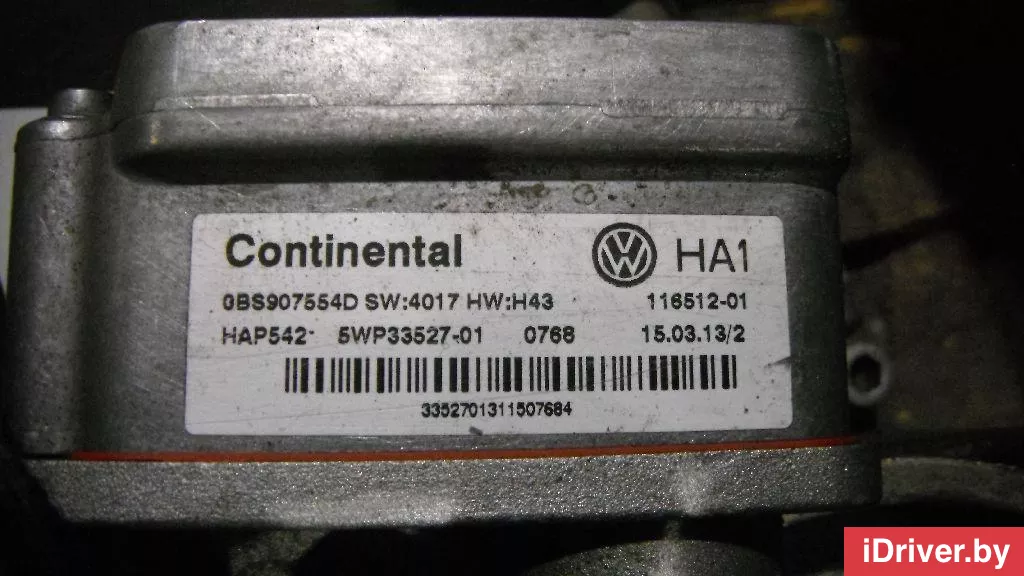 Continental HA1
0BS907554D SW:4017 HW:H43 116512-01
HAP542 5WP33527-01 0768 15.03.13/2
3352701311507684
iDriver.by